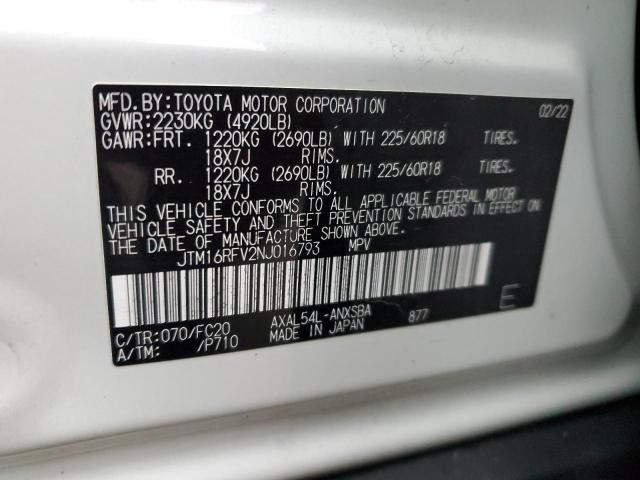 MFD. BY: TOYOTA MOTOR CORPORATION 02/22
GVWR: 2230KG (4920LB)
GAWR: FRT. 1220KG (2690LB) WITH 225/60R18 TIRES.
18X7J RIMS.
RR. 1220KG (2690LB) WITH 225/60R18 TIRES.
18X7J RIMS.
THIS VEHICLE CONFORMS TO ALL APPLICABLE FEDERAL MOTOR
VEHICLE SAFETY AND THEFT PREVENTION STANDARDS IN EFFECT ON
THE DATE OF MANUFACTURE SHOWN ABOVE.
JTM16RFV2NJ016793 MPV
C/TR: 070/FC20 AXAL54L-ANXSBA 877
A/TM: /P710 MADE IN JAPAN
E